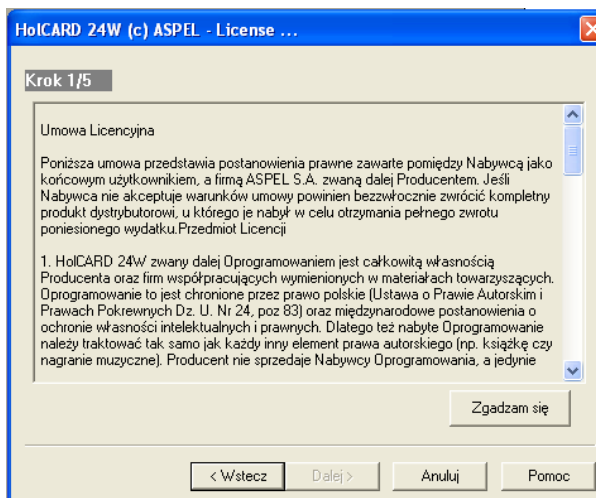 HolCARD 24W (c) ASPEL - License ...
Krok 1/5
Umowa Licencyjna
Poniższa umowa przedstawia postanowienia prawne zawarte pomiędzy Nabywcą jako
końcowym użytkownikiem, a firmą ASPEL S.A. zwaną dalej Producentem. Jeśli
Nabywca nie akceptuje warunków umowy powinien bezzwłocznie zwrócić kompletny
produkt dystrybutorowi, u którego je nabył w celu otrzymania pełnego zwrotu
poniesionego wydatku.Przedmiot Licencji
1. HolCARD 24W zwany dalej Oprogramowaniem jest całkowitą własnością
Producenta oraz firm współpracujących wymienionych w materiałach towarzyszących.
Oprogramowanie to jest chronione przez prawo polskie (Ustawa o Prawie Autorskim i
Prawach Pokrewnych Dz. U. Nr 24, poz 83) oraz międzynarodowe postanowienia o
ochronie własności intelektualnych i prawnych. Dlatego też nabyte Oprogramowanie
należy traktować tak samo jak każdy inny element prawa autorskiego (np. książkę czy
nagranie muzyczne). Producent nie sprzedaje Nabywcy Oprogramowania, a jedynie
Zgadzam się
< Wstecz Dalej > Anuluj Pomoc